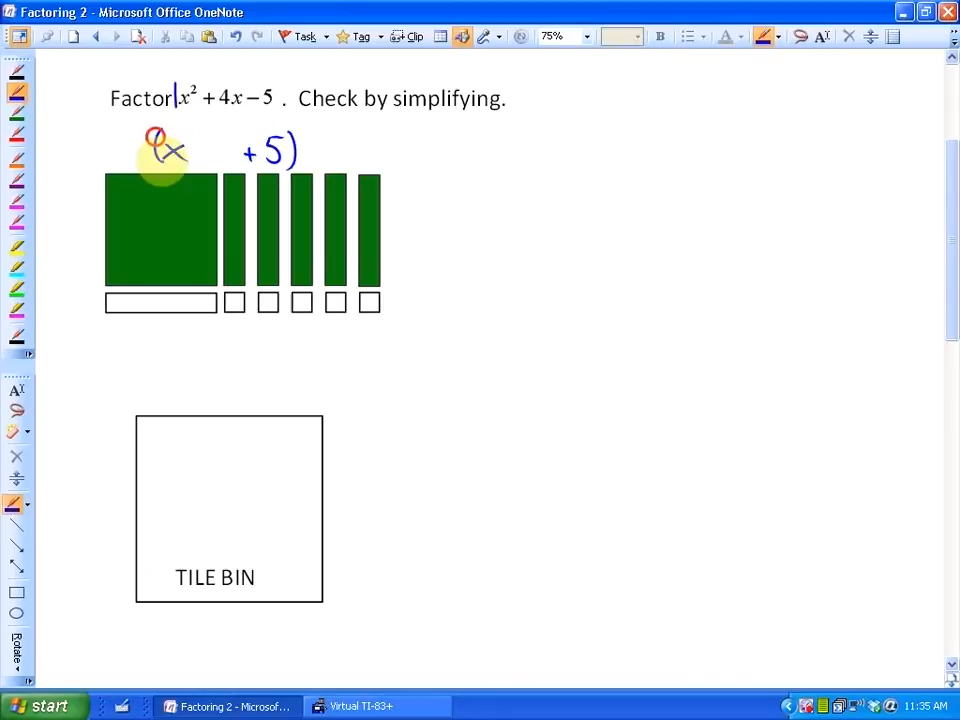 Factoring 2 - Microsoft Office OneNote
Task Tag Clip 75% B A A
Factor x² + 4x − 5 . Check by simplifying.
(x + 5)
A
TILE BIN
Rotate
start Factoring 2 - Microsof... Virtual TI-83+ 11:35 AM